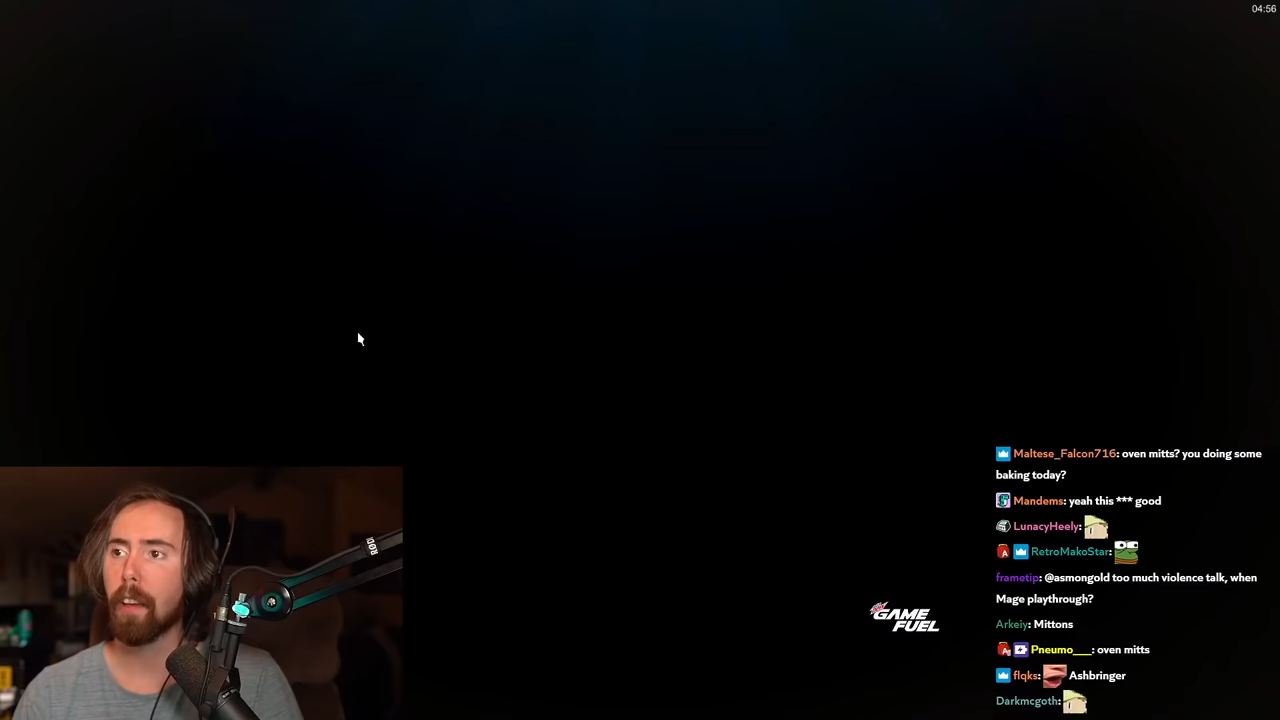 04:56
Maltese_Falcon716: oven mitts? you doing some
baking today?
Mandems: yeah this *** good
LunacyHeely:
RetroMakoStar:
frametip: @asmongold too much violence talk, when
Mage playthrough?
Arkeiy: Mittons
Pneumo___: oven mitts
flqks: Ashbringer
Darkmcgoth:
GAME
FUEL